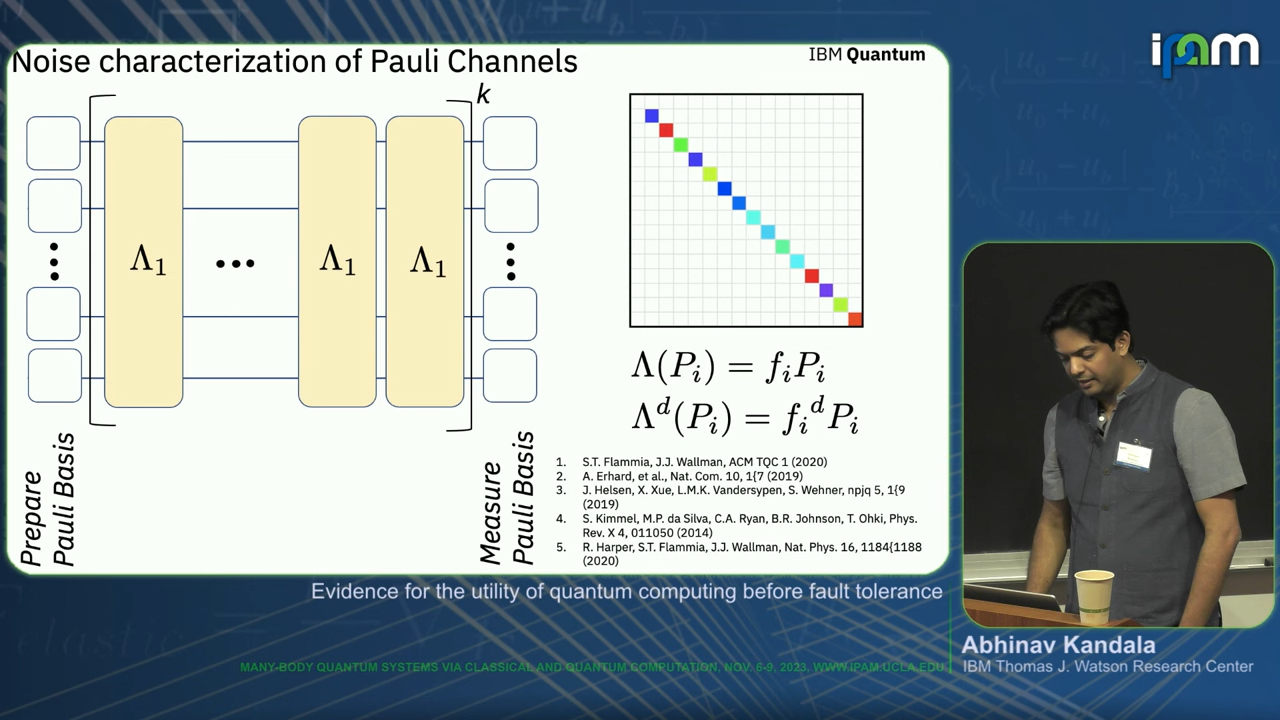 Noise characterization of Pauli Channels
IBM Quantum
ipam
k
Λ₁
Λ₁
Λ₁
Prepare
Pauli Basis
Measure
Pauli Basis
Λ(Pᵢ) = fᵢPᵢ
Λᵈ(Pᵢ) = fᵢᵈPᵢ
1. S.T. Flammia, J.J. Wallman, ACM TQC 1 (2020)
2. A. Erhard, et al., Nat. Com. 10, 1{7 (2019)
3. J. Helsen, X. Xue, L.M.K. Vandersypen, S. Wehner, npjq 5, 1{9
(2019)
4. S. Kimmel, M.P. da Silva, C.A. Ryan, B.R. Johnson, T. Ohki, Phys.
Rev. X 4, 011050 (2014)
5. R. Harper, S.T. Flammia, J.J. Wallman, Nat. Phys. 16, 1184{1188
(2020)
Evidence for the utility of quantum computing before fault tolerance
Abhinav Kandala
IBM Thomas J. Watson Research Center
MANY-BODY QUANTUM SYSTEMS VIA CLASSICAL AND QUANTUM COMPUTATION, NOV. 6-9, 2023, WWW.IPAM.UCLA.EDU
elastic